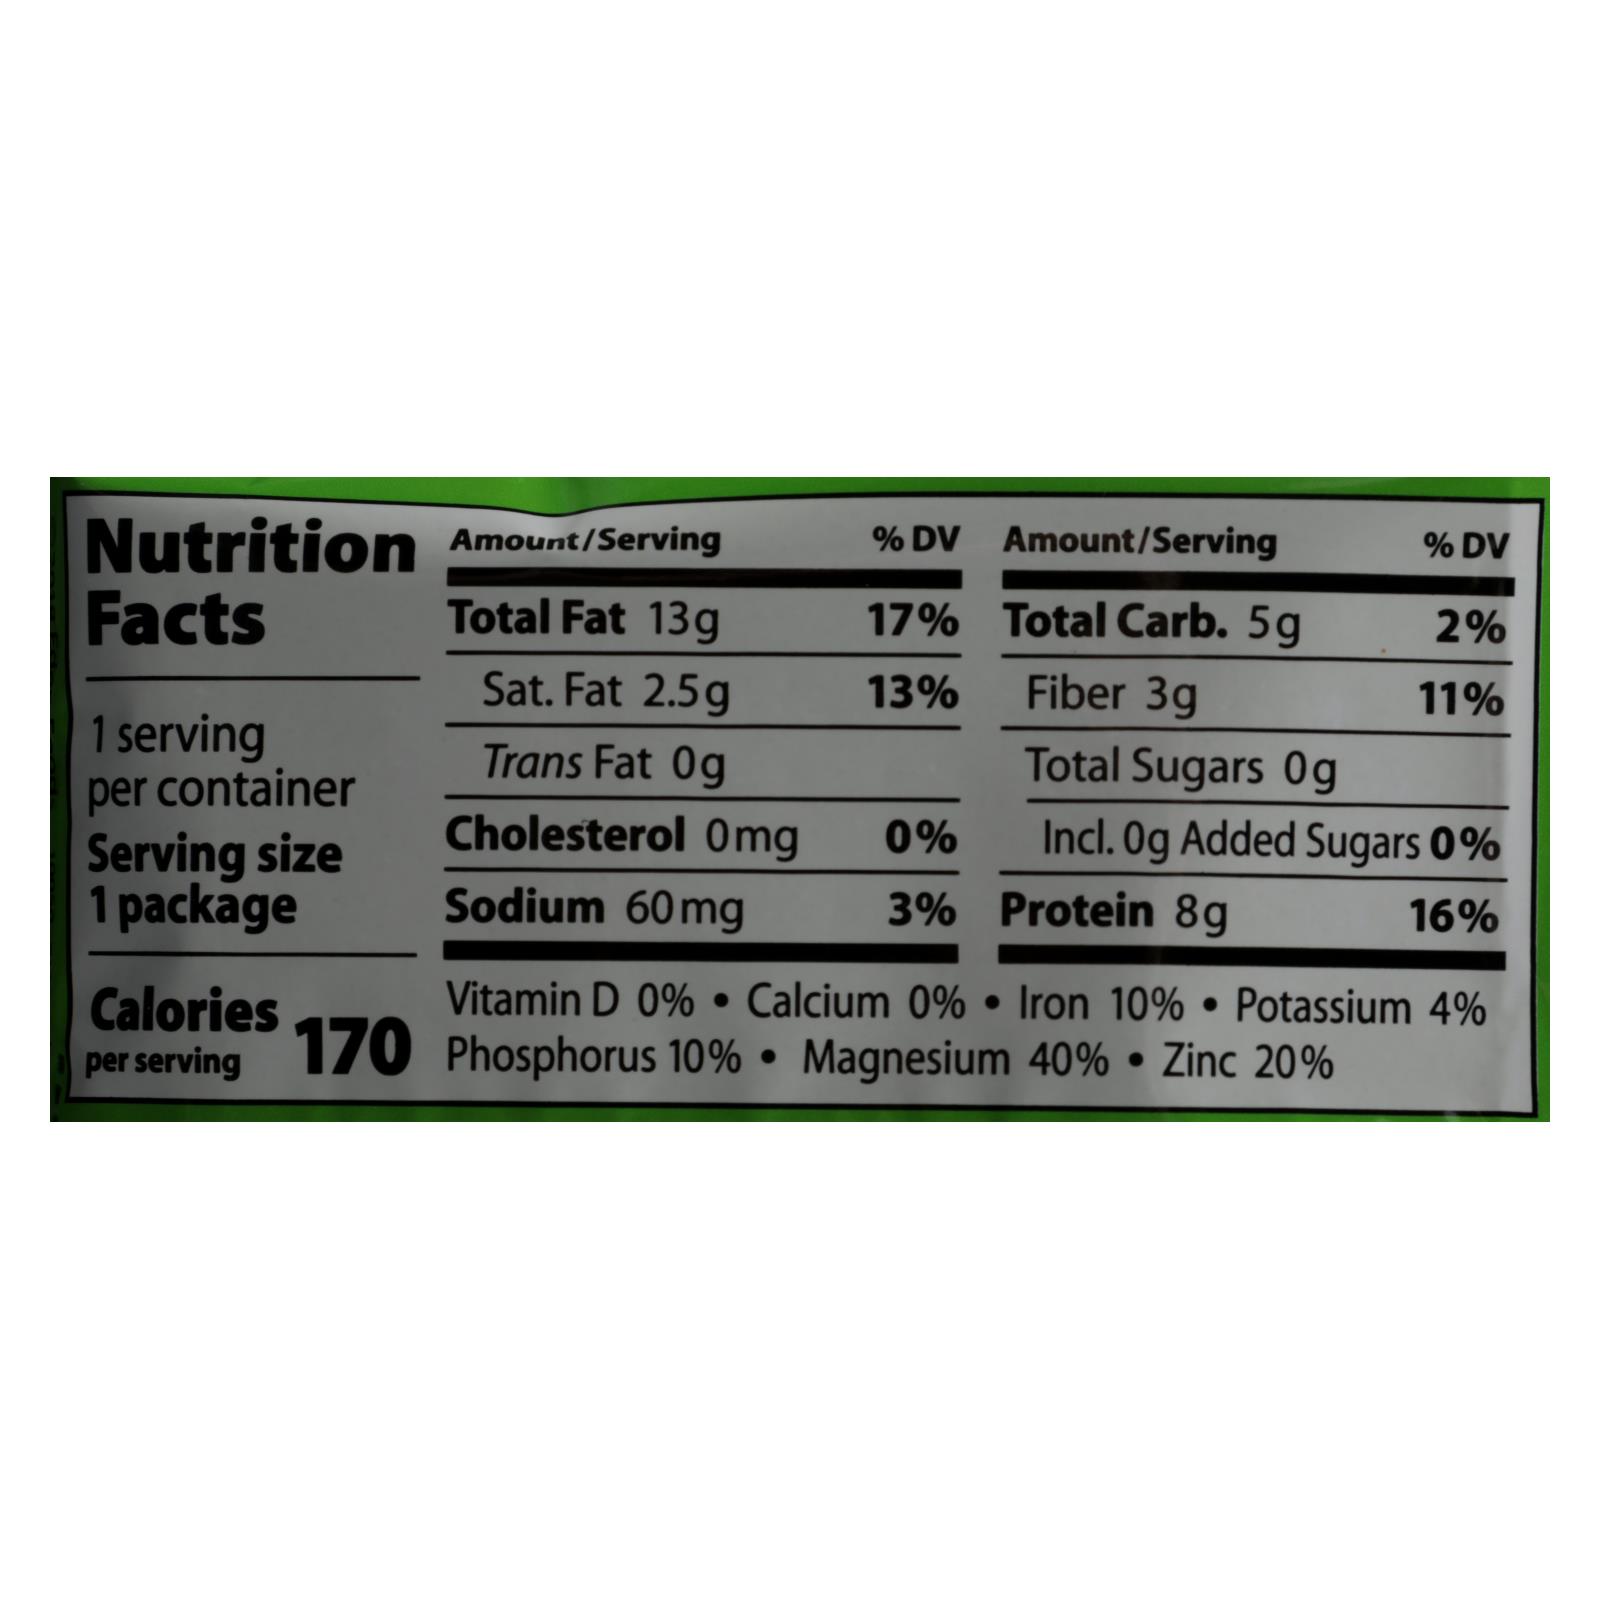 Nutrition
Facts
1 serving
per container
Serving size
1 package
Calories
per serving 170
Amount/Serving % DV
Total Fat 13g 17%
Sat. Fat 2.5g 13%
Trans Fat 0g
Cholesterol 0mg 0%
Sodium 60mg 3%
Amount/Serving % DV
Total Carb. 5g 2%
Fiber 3g 11%
Total Sugars 0g
Incl. 0g Added Sugars 0%
Protein 8g 16%
Vitamin D 0% • Calcium 0% • Iron 10% • Potassium 4%
Phosphorus 10% • Magnesium 40% • Zinc 20%